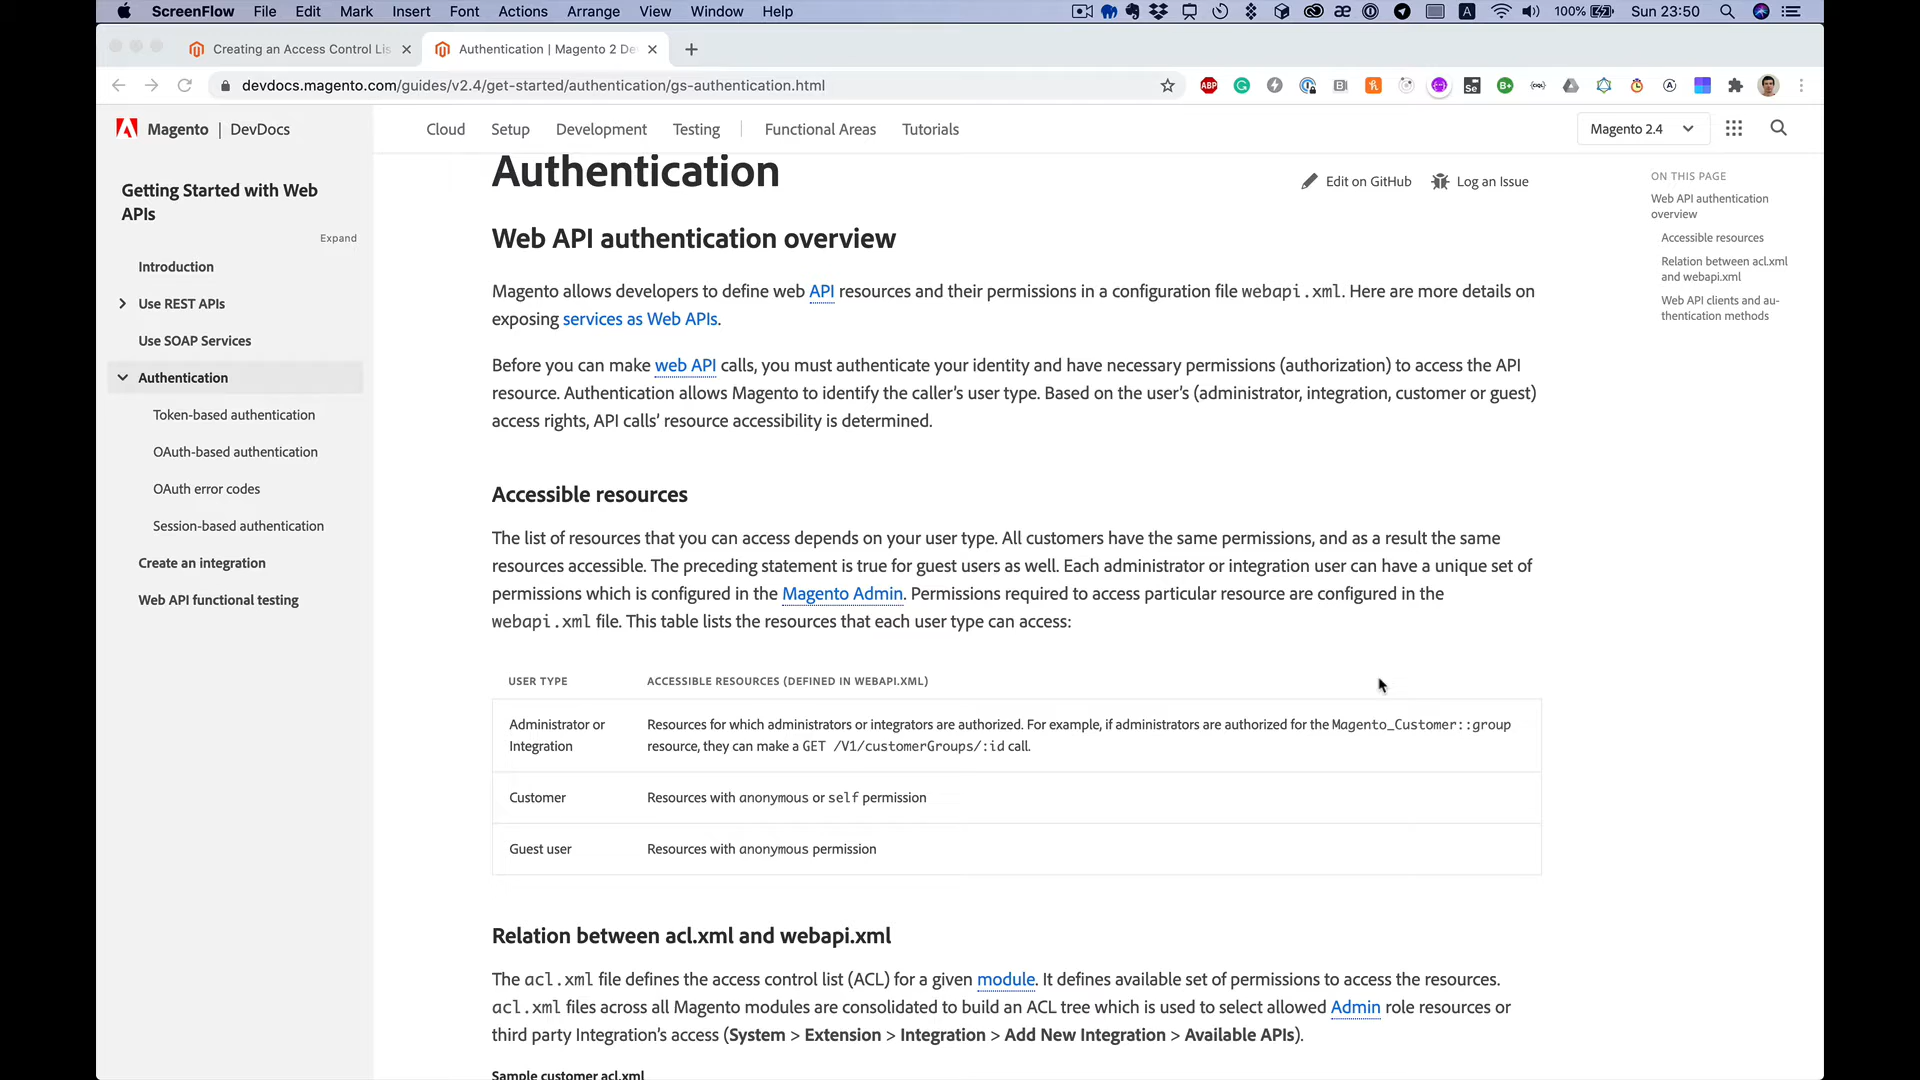 ScreenFlow File Edit Mark Insert Font Actions Arrange View Window Help
100% Sun 23:50
Creating an Access Control Lis
Authentication | Magento 2 De
devdocs.magento.com/guides/v2.4/get-started/authentication/gs-authentication.html
Magento | DevDocs
Cloud Setup Development Testing Functional Areas Tutorials
Magento 2.4
Getting Started with Web
APIs
Expand
Introduction
Use REST APIs
Use SOAP Services
Authentication
Token-based authentication
OAuth-based authentication
OAuth error codes
Session-based authentication
Create an integration
Web API functional testing
Authentication
Edit on GitHub
Log an Issue
Web API authentication overview
Magento allows developers to define web API resources and their permissions in a configuration file webapi.xml. Here are more details on
exposing services as Web APIs.
Before you can make web API calls, you must authenticate your identity and have necessary permissions (authorization) to access the API
resource. Authentication allows Magento to identify the caller’s user type. Based on the user’s (administrator, integration, customer or guest)
access rights, API calls’ resource accessibility is determined.
Accessible resources
The list of resources that you can access depends on your user type. All customers have the same permissions, and as a result the same
resources accessible. The preceding statement is true for guest users as well. Each administrator or integration user can have a unique set of
permissions which is configured in the Magento Admin. Permissions required to access particular resource are configured in the
webapi.xml file. This table lists the resources that each user type can access:
USER TYPE ACCESSIBLE RESOURCES (DEFINED IN WEBAPI.XML)
Administrator or Resources for which administrators or integrators are authorized. For example, if administrators are authorized for the Magento_Customer::group
Integration resource, they can make a GET /V1/customerGroups/:id call.
Customer Resources with anonymous or self permission
Guest user Resources with anonymous permission
Relation between acl.xml and webapi.xml
The acl.xml file defines the access control list (ACL) for a given module. It defines available set of permissions to access the resources.
acl.xml files across all Magento modules are consolidated to build an ACL tree which is used to select allowed Admin role resources or
third party Integration’s access (System > Extension > Integration > Add New Integration > Available APIs).
Sample customer acl.xml
ON THIS PAGE
Web API authentication
overview
Accessible resources
Relation between acl.xml
and webapi.xml
Web API clients and au-
thentication methods